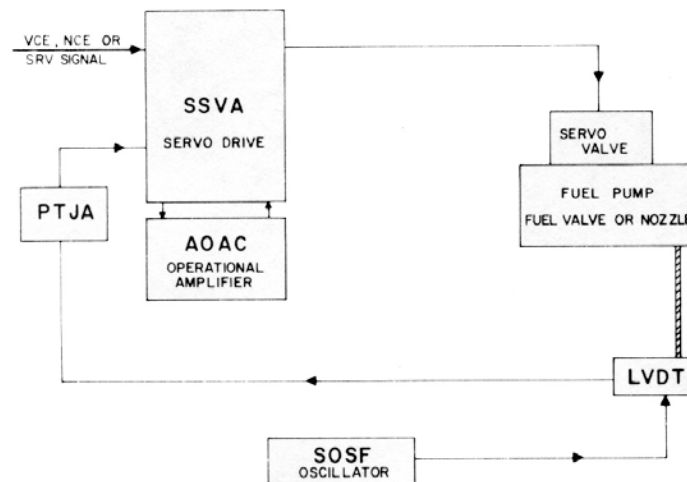 VCE, NCE OR
SRV SIGNAL
SSVA
SERVO DRIVE
SERVO
VALVE
FUEL PUMP
FUEL VALVE OR NOZZLE
PTJA
AOAC
OPERATIONAL
AMPLIFIER
LVDT
SOSF
OSCILLATOR